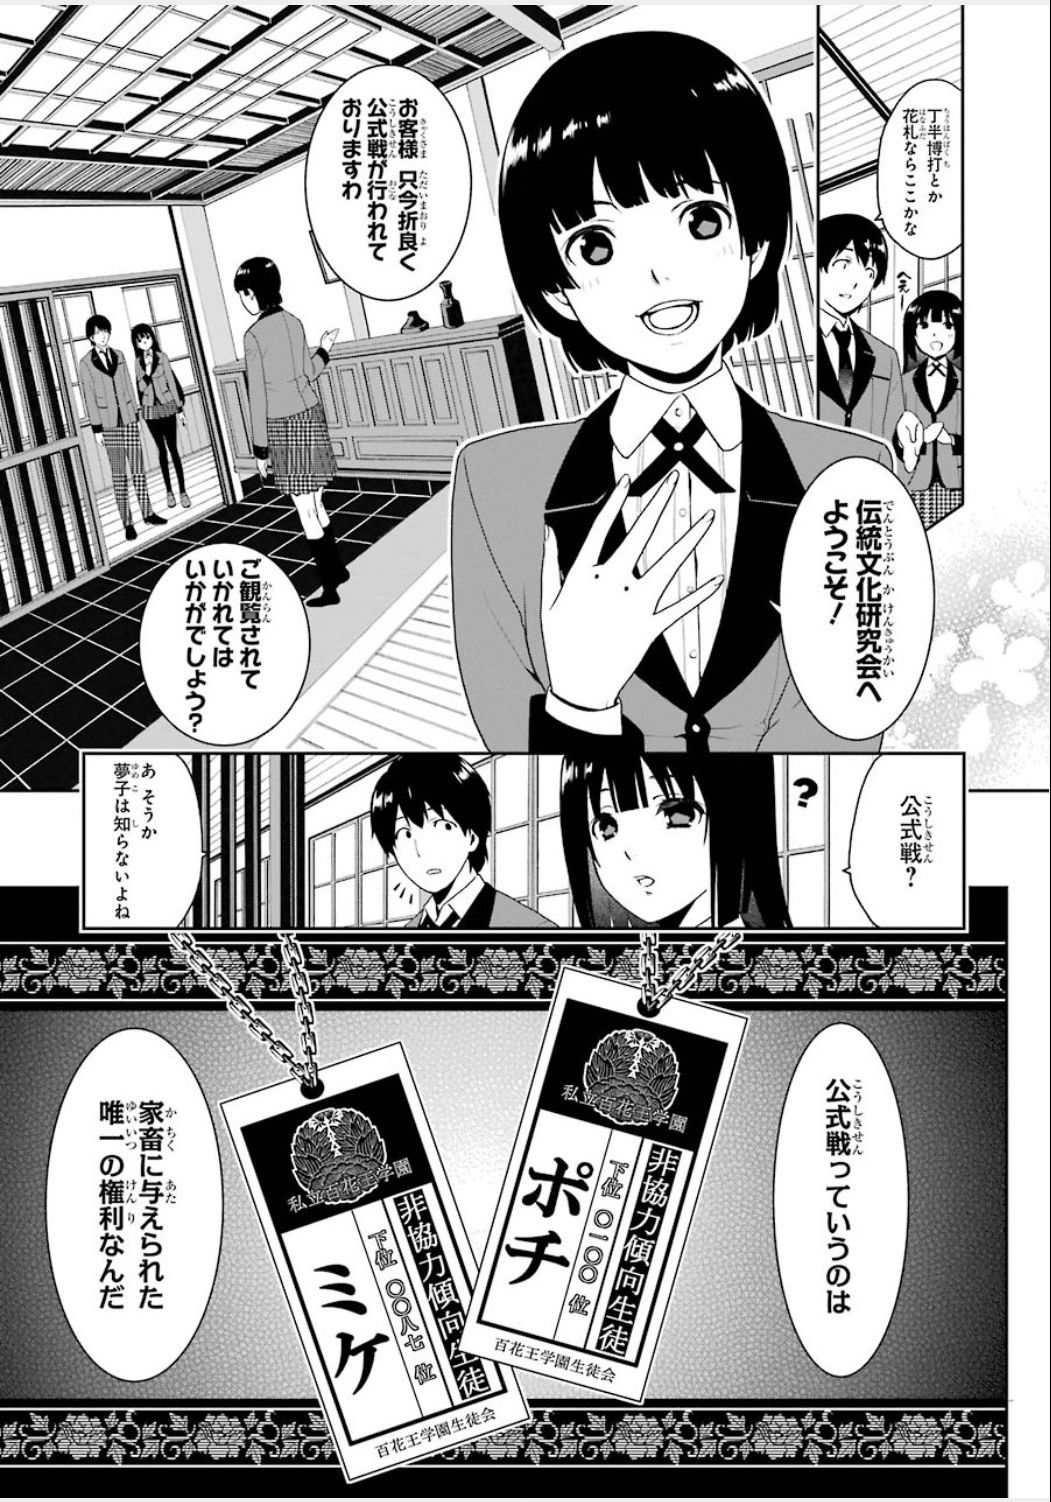 丁半博打とか
花札ならここかな
へぇー
伝統文化研究会へ
ようこそ!
お客様 只今折良く
公式戦が行われて
おりますわ
ご観覧されて
いかれては
いかがでしょう?
公式戦?
?
あ そうか
夢子は知らないよね
公式戦っていうのは
私立百花王学園
非協力傾向生徒
下位 〇一〇〇 位
ポチ
百花王学園生徒会
私立百花王学園
非協力傾向生徒
下位 〇〇八七 位
ミケ
百花王学園生徒会
家畜に与えられた
唯一の権利なんだ